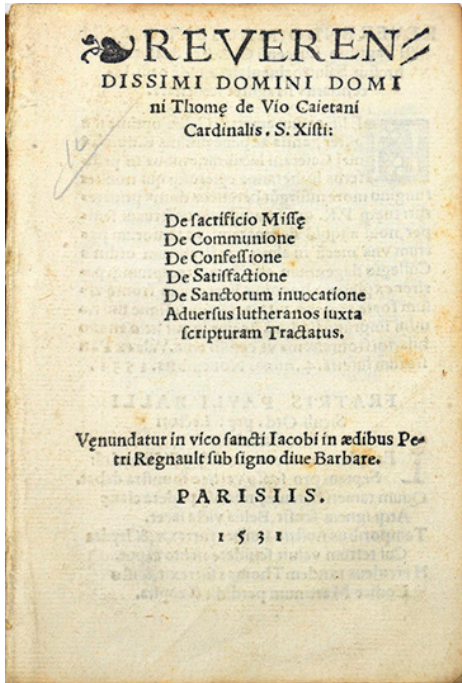 ❧REVEREN⸗
DISSIMI DOMINI DOMI
ni Thomę de Vio Caietani
Cardinalis. S. Xiſti:
De ſacrificio Miſſę
De Communione
De Confeſſione
De Satiſfactione
De Sanctorum inuocatione
Aduerſus lutheranos iuxta
ſcripturam Tractatus.
Vęnundatur in vico ſancti Iacobi in ædibus Pe⸗
tri Regnault ſub ſigno diue Barbare.
PARISIIS.
1531